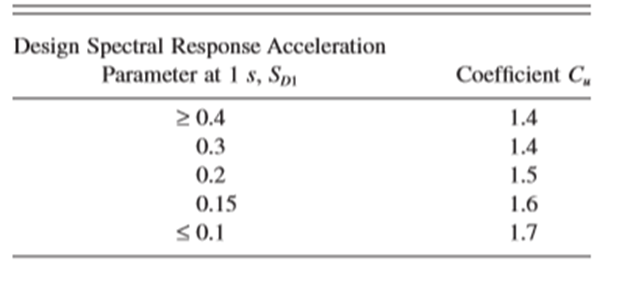 Design Spectral Response Acceleration
Parameter at 1 s, S_D1 Coefficient C_u
≥ 0.4 1.4
0.3 1.4
0.2 1.5
0.15 1.6
≤ 0.1 1.7